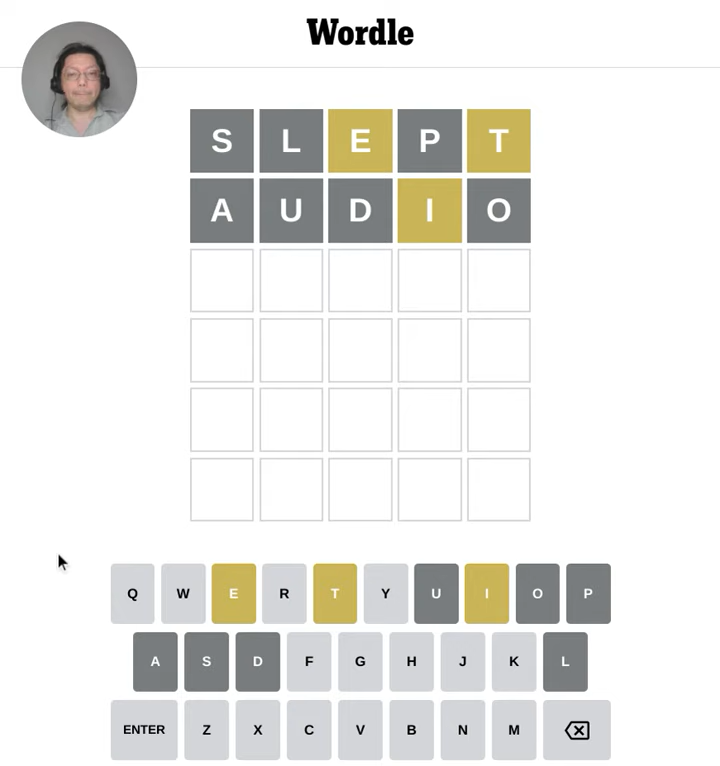 Wordle
S L E P T
A U D I O
Q W E R T Y U I O P
A S D F G H J K L
ENTER Z X C V B N M